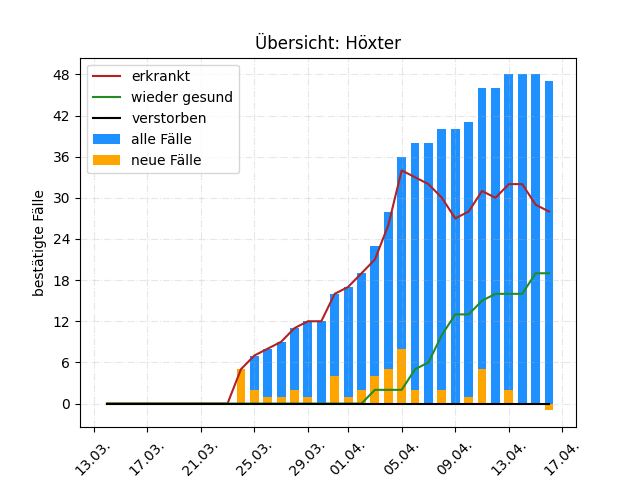 Übersicht: Höxter
erkrankt
wieder gesund
verstorben
alle Fälle
neue Fälle
bestätigte Fälle
48
42
36
30
24
18
12
6
0
13.03.
17.03.
21.03.
25.03.
29.03.
01.04.
05.04.
09.04.
13.04.
17.04.